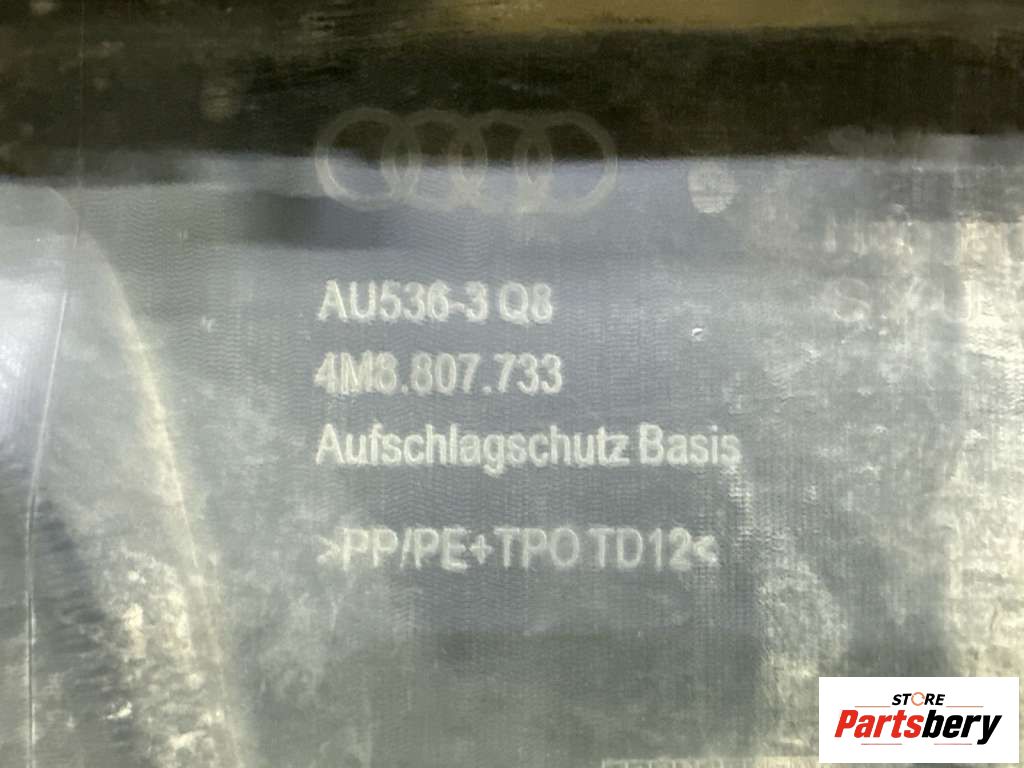 AU536-3 Q8
4M8.807.733
Aufschlagschutz Basis
>PP/PE+TPO TD12<
STORE
Partsbery